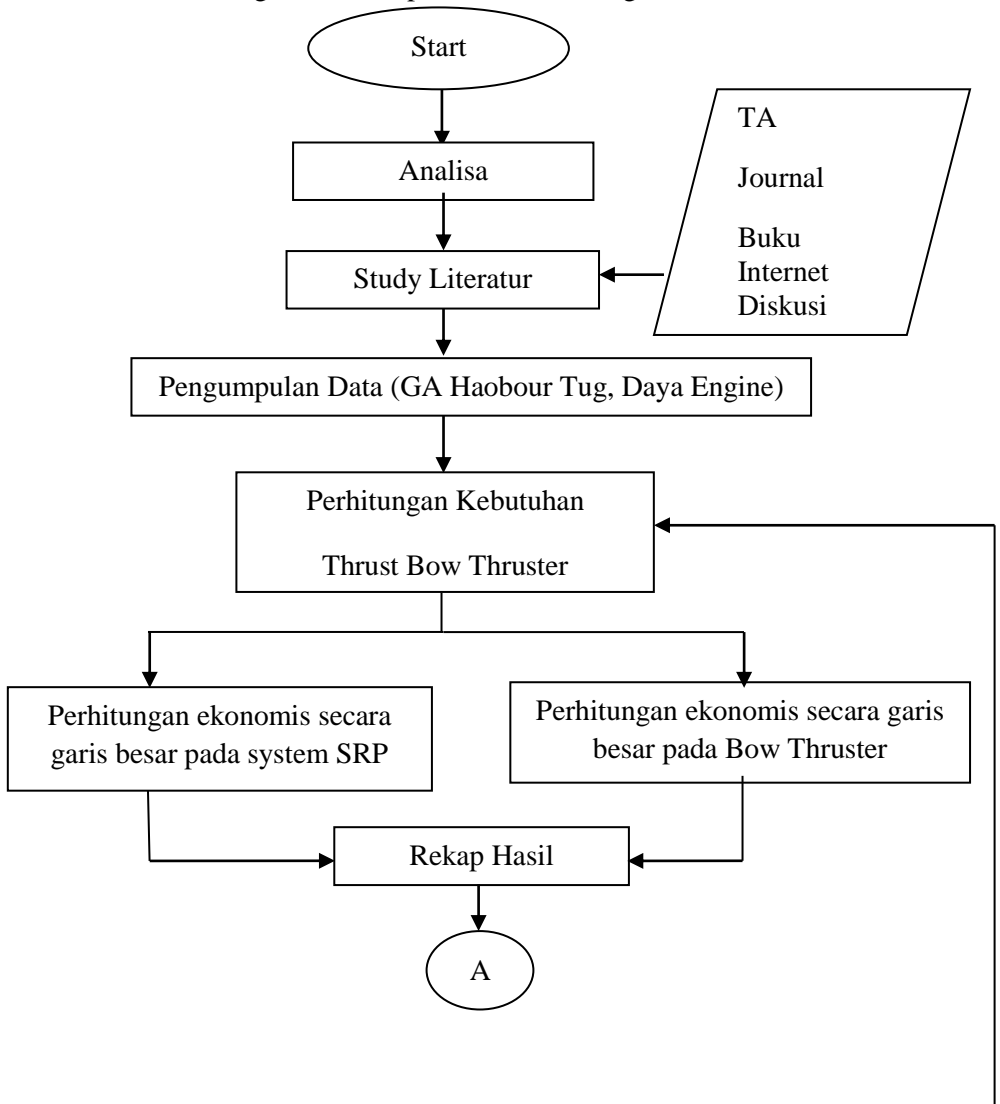 Start
TA
Journal
Analisa
Buku
Study Literatur
Internet
Diskusi
Pengumpulan Data (GA Haobour Tug, Daya Engine)
Perhitungan Kebutuhan
Thrust Bow Thruster
Perhitungan ekonomis secara
garis besar pada system SRP
Perhitungan ekonomis secara garis
besar pada Bow Thruster
Rekap Hasil
A